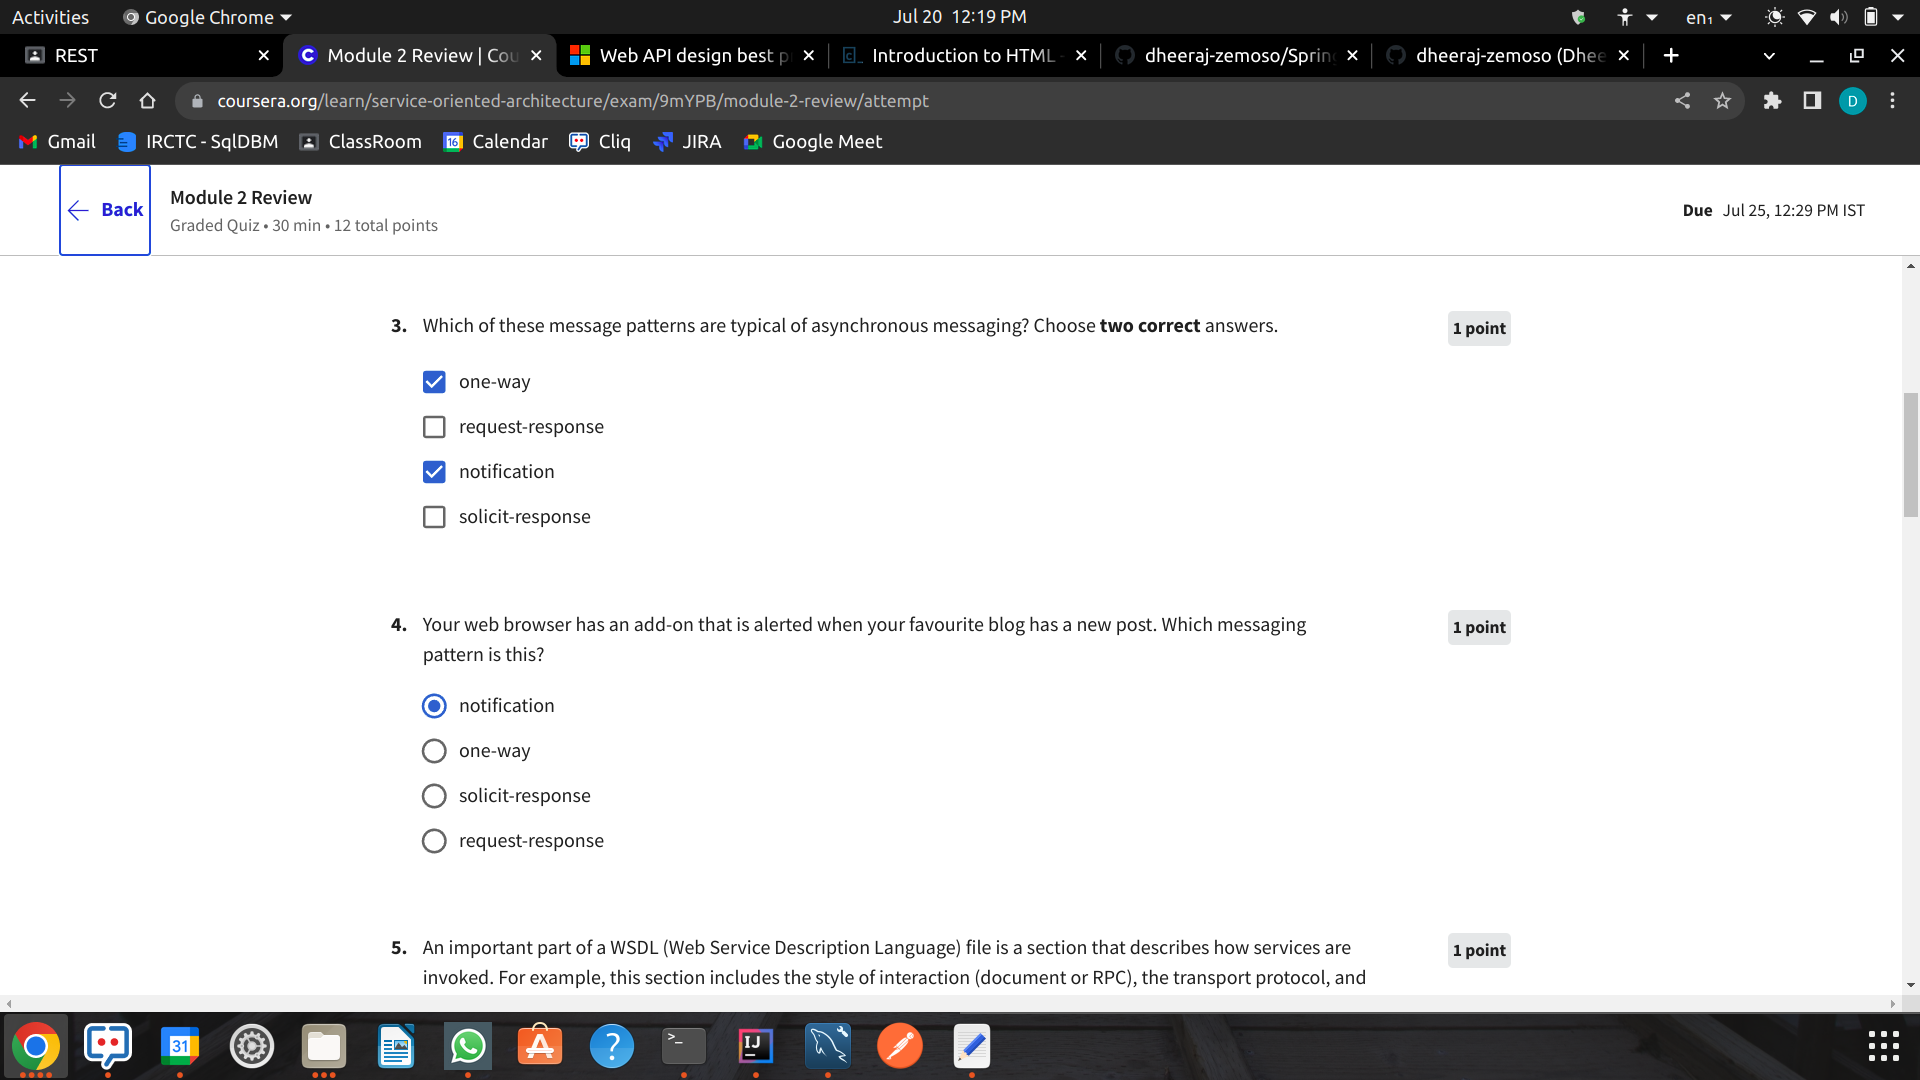 Activities
Google Chrome
Jul 20 12:19 PM
en₁
REST
Module 2 Review | Cou
Web API design best p
Introduction to HTML -
dheeraj-zemoso/Sprin
dheeraj-zemoso (Dhee
coursera.org/learn/service-oriented-architecture/exam/9mYPB/module-2-review/attempt
D
Gmail
IRCTC - SqlDBM
ClassRoom
16
Calendar
Cliq
JIRA
Google Meet
Back
Module 2 Review
Graded Quiz • 30 min • 12 total points
Due Jul 25, 12:29 PM IST
3. Which of these message patterns are typical of asynchronous messaging? Choose two correct answers.
1 point
one-way
request-response
notification
solicit-response
4. Your web browser has an add-on that is alerted when your favourite blog has a new post. Which messaging
pattern is this?
1 point
notification
one-way
solicit-response
request-response
5. An important part of a WSDL (Web Service Description Language) file is a section that describes how services are
invoked. For example, this section includes the style of interaction (document or RPC), the transport protocol, and
1 point
31
?
>_
IJ